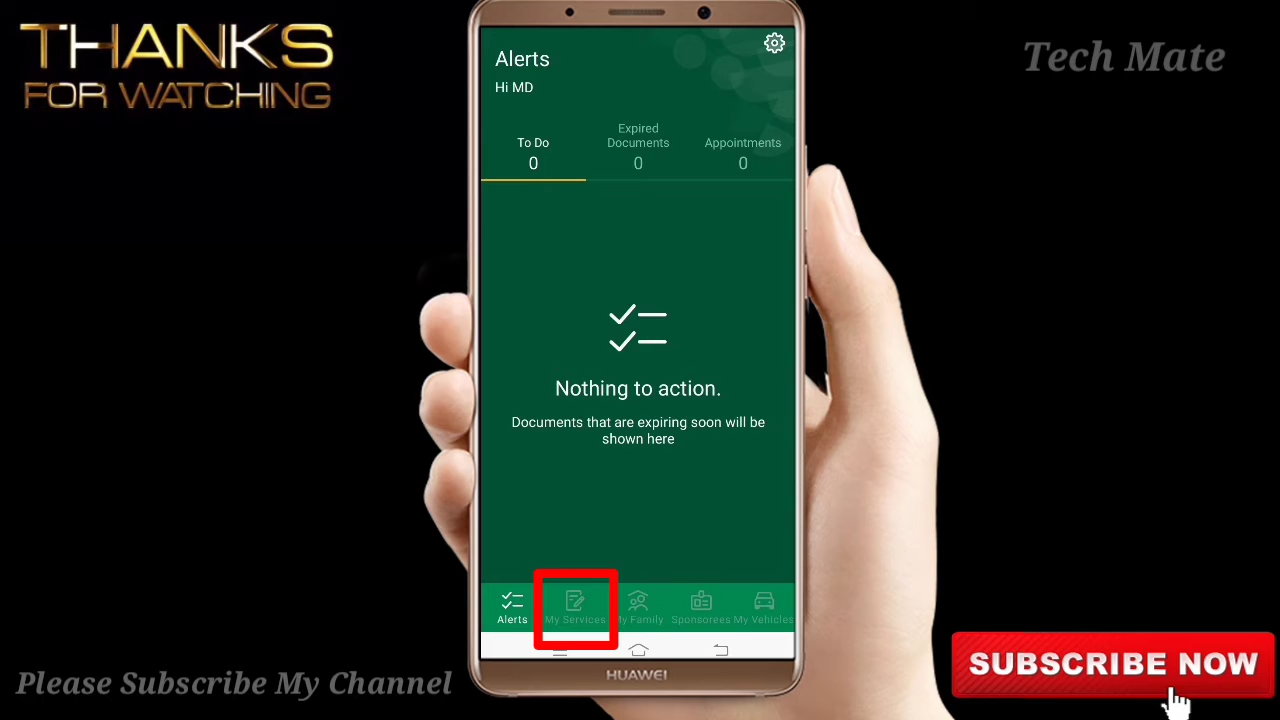 THANKS
FOR WATCHING
Tech Mate
Alerts
Hi MD
To Do
0
Expired
Documents
0
Appointments
0
Nothing to action.
Documents that are expiring soon will be
shown here
Alerts
My Services
My Family
Sponsorees
My Vehicles
HUAWEI
Please Subscribe My Channel
SUBSCRIBE NOW